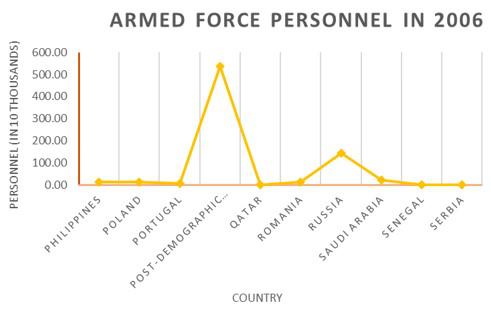 ARMED FORCE PERSONNEL IN 2006
PERSONNEL (IN 10 THOUSANDS)
600.00
500.00
400.00
300.00
200.00
100.00
0.00
PHILIPPINES
POLAND
PORTUGAL
POST-DEMOGRAPHIC...
QATAR
ROMANIA
RUSSIA
SAUDI ARABIA
SENEGAL
SERBIA
COUNTRY